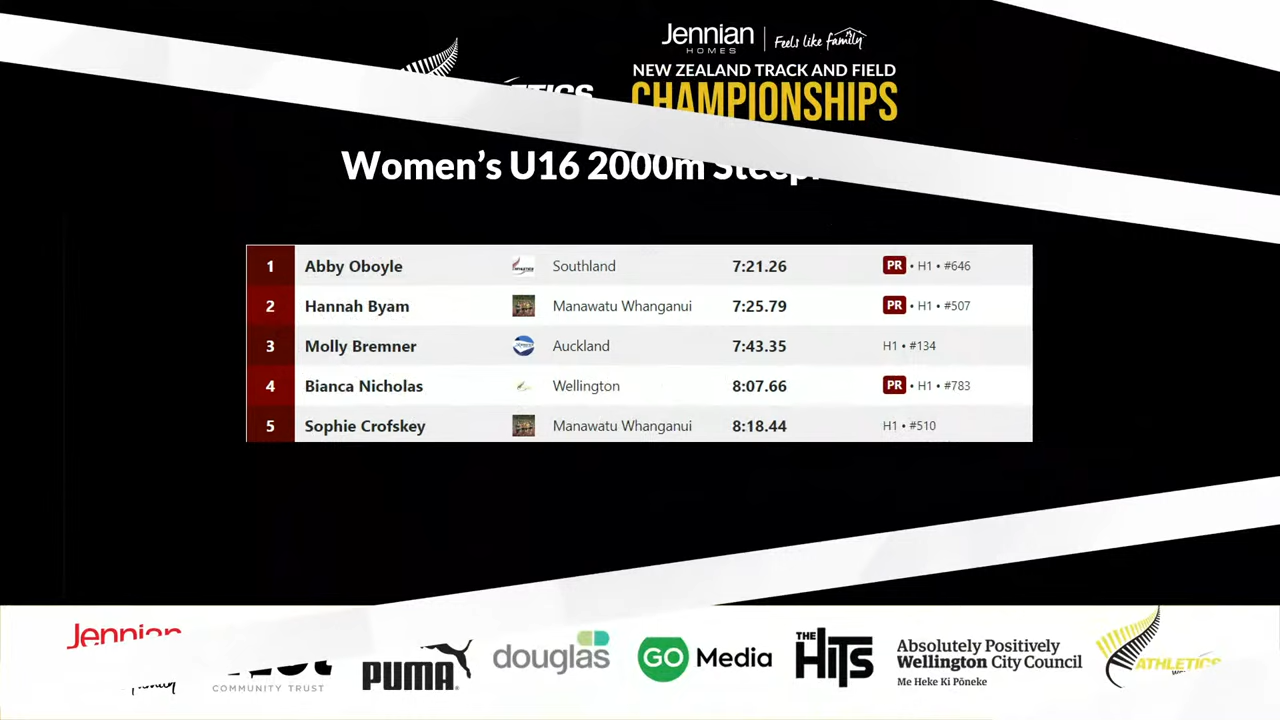 Jennian
HOMES
Feels like family
NEW ZEALAND TRACK AND FIELD
CHAMPIONSHIPS
Women's U16 2000m
1 Abby Oboyle Southland 7:21.26 PR • H1 • #646
2 Hannah Byam Manawatu Whanganui 7:25.79 PR • H1 • #507
3 Molly Bremner Auckland 7:43.35 H1 • #134
4 Bianca Nicholas Wellington 8:07.66 PR • H1 • #783
5 Sophie Crofskey Manawatu Whanganui 8:18.44 H1 • #510
Jennian
family
COMMUNITY TRUST
PUMA
douglas
GO Media
THE HITS
Absolutely Positively
Wellington City Council
Me Heke Ki Pōneke
ATHLETICS